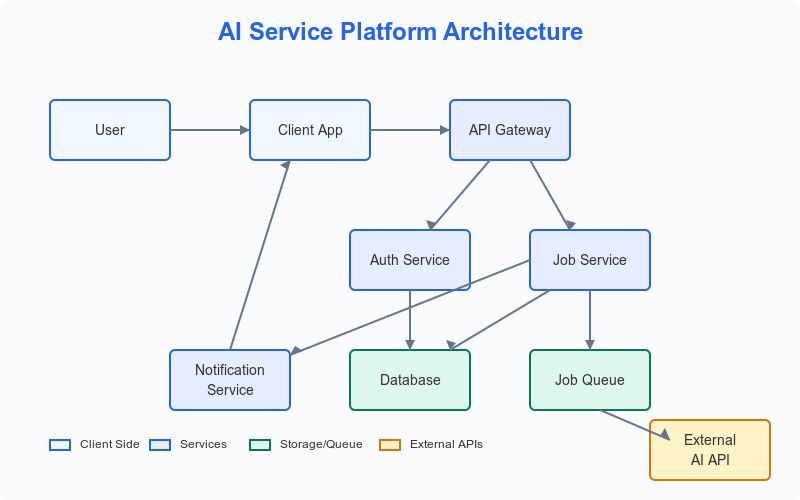 AI Service Platform Architecture
User
Client App
API Gateway
Auth Service
Job Service
Notification
Service
Database
Job Queue
External
AI API
Client Side
Services
Storage/Queue
External APIs